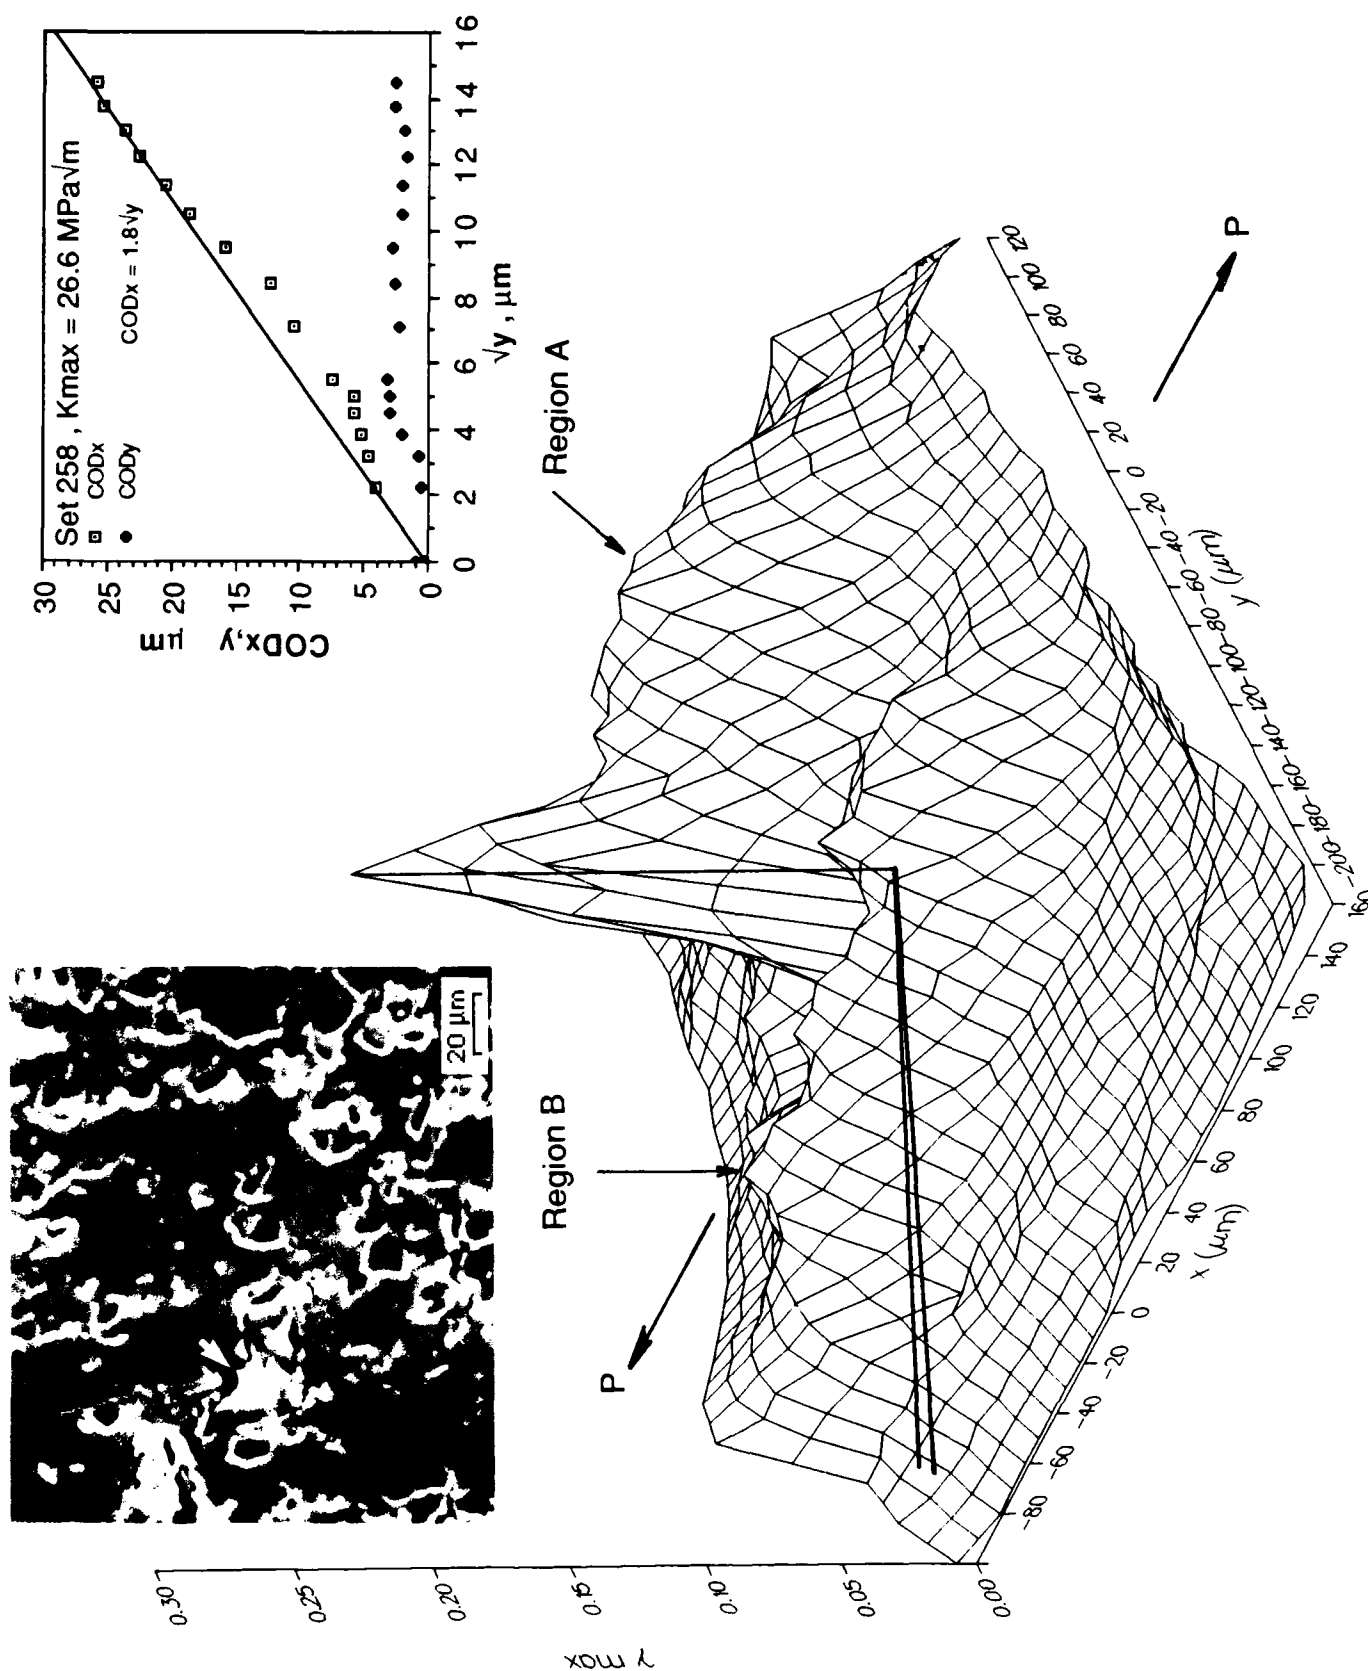 Set 258 , Kmax = 26.6 MPa√m
CODx
CODy
CODx = 1.8√y
30
25
20
15
10
5
0
CODx,y μm
0 2 4 6 8 10 12 14 16
√y , μm
20 μm
Region A
Region B
P
P
γ max
0.30
0.25
0.20
0.15
0.10
0.05
0.00
-80 -60 -40 -20 0 20 40 60 80 100 120 140 160
x (μm)
-200 -180 -160 -140 -120 -100 -80 -60 -40 -20 0 20 40 60 80 100 120
y (μm)